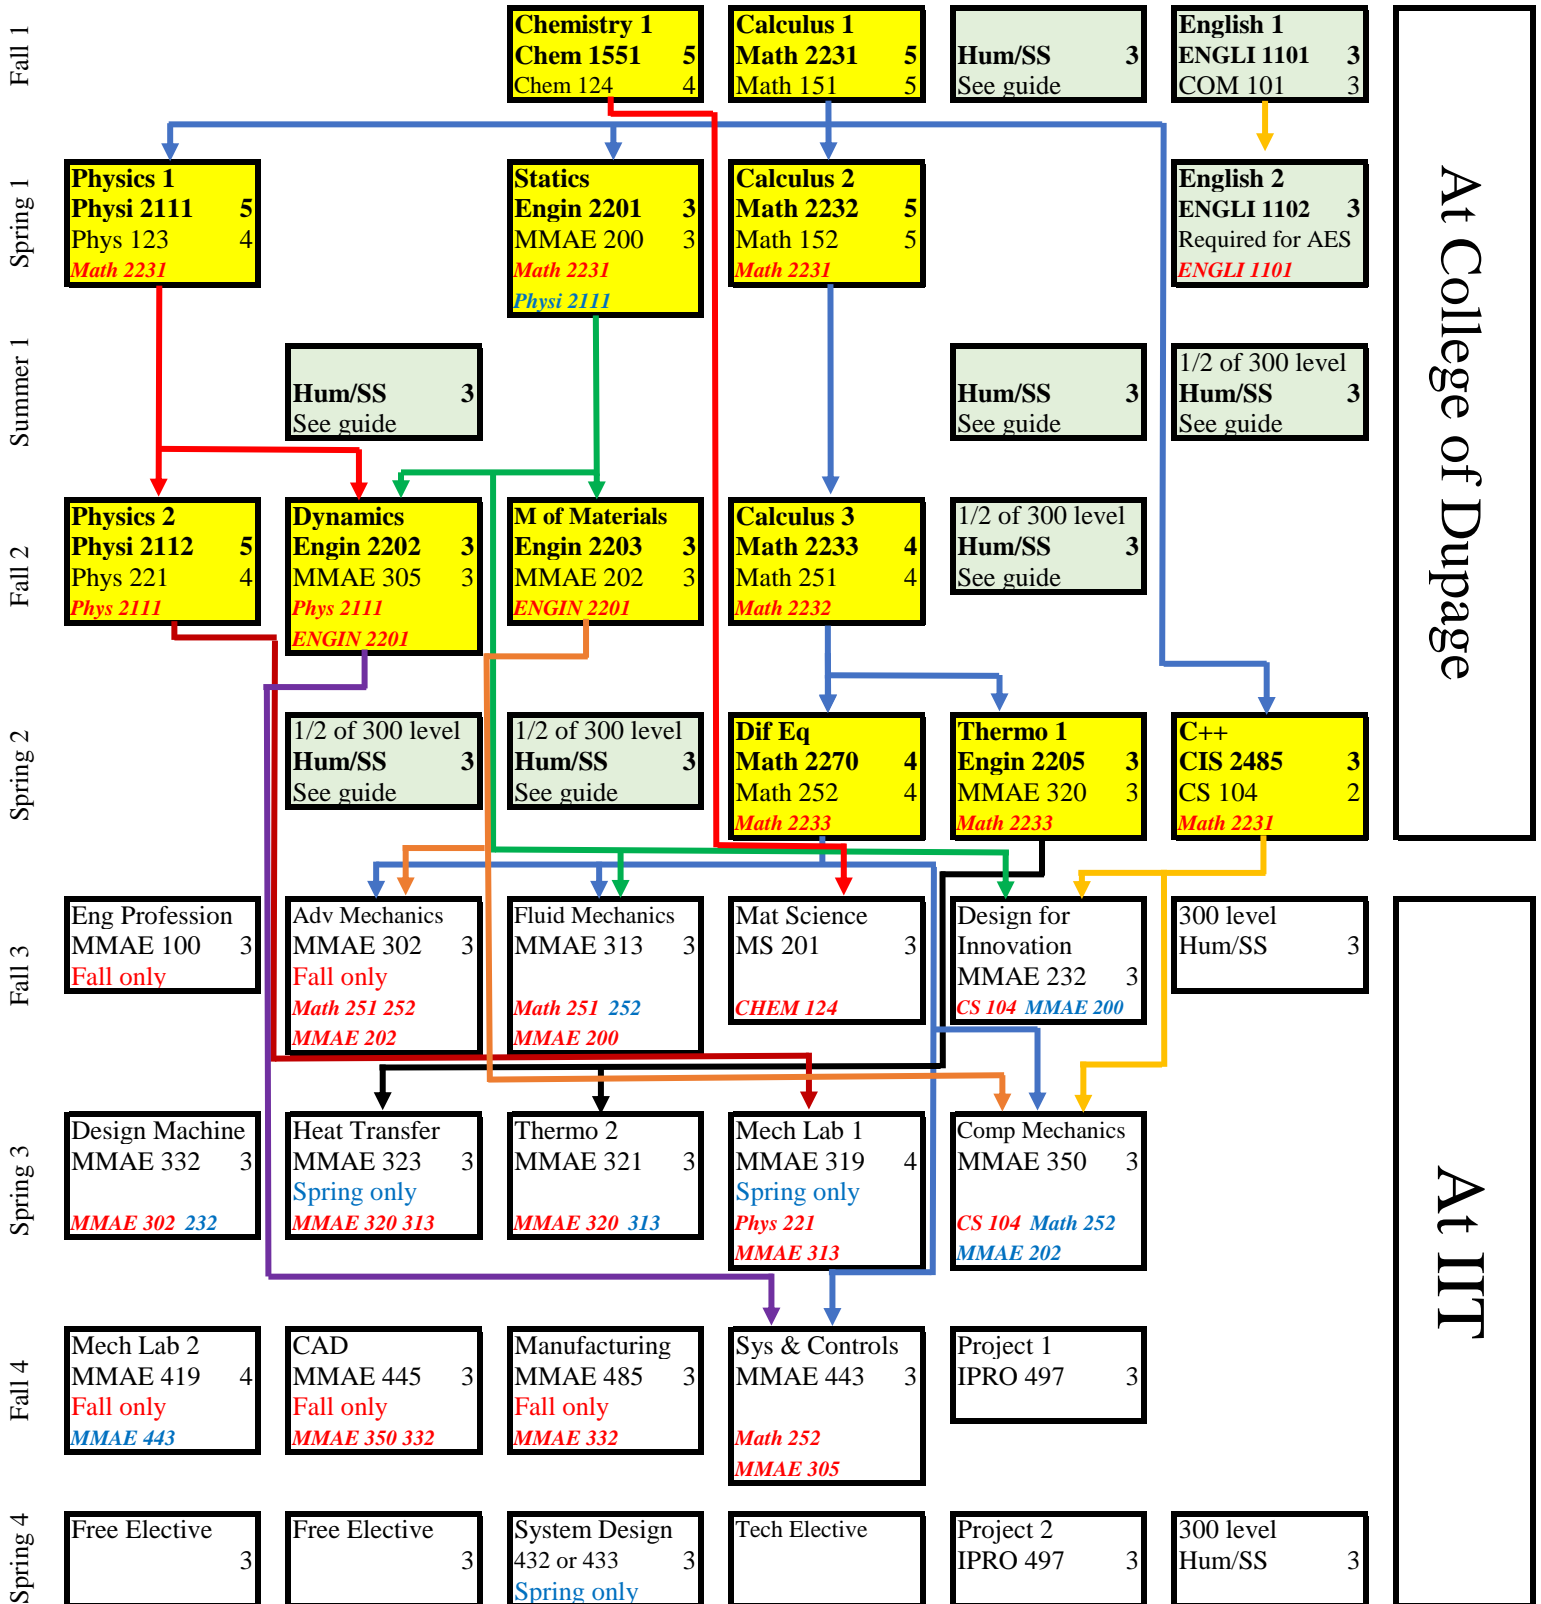 Fall 1
Chemistry 1
Chem 1551 5
Chem 124 4
Calculus 1
Math 2231 5
Math 151 5
Hum/SS 3
See guide
English 1
ENGLI 1101 3
COM 101 3
At College of Dupage
Spring 1
Physics 1
Physi 2111 5
Phys 123 4
Math 2231
Statics
Engin 2201 3
MMAE 200 3
Math 2231
Physi 2111
Calculus 2
Math 2232 5
Math 152 5
Math 2231
English 2
ENGLI 1102 3
Required for AES
ENGLI 1101
Summer 1
Hum/SS 3
See guide
Hum/SS 3
See guide
1/2 of 300 level
Hum/SS 3
See guide
Fall 2
Physics 2
Physi 2112 5
Phys 221 4
Phys 2111
Dynamics
Engin 2202 3
MMAE 305 3
Phys 2111
ENGIN 2201
M of Materials
Engin 2203 3
MMAE 202 3
ENGIN 2201
Calculus 3
Math 2233 4
Math 251 4
Math 2232
1/2 of 300 level
Hum/SS 3
See guide
Spring 2
1/2 of 300 level
Hum/SS 3
See guide
1/2 of 300 level
Hum/SS 3
See guide
Dif Eq
Math 2270 4
Math 252 4
Math 2233
Thermo 1
Engin 2205 3
MMAE 320 3
Math 2233
C++
CIS 2485 3
CS 104 2
Math 2231
Fall 3
Eng Profession
MMAE 100 3
Fall only
Adv Mechanics
MMAE 302 3
Fall only
Math 251 252
MMAE 202
Fluid Mechanics
MMAE 313 3
Math 251 252
MMAE 200
Mat Science
MS 201 3
CHEM 124
Design for
Innovation
MMAE 232 3
CS 104 MMAE 200
300 level
Hum/SS 3
At IIT
Spring 3
Design Machine
MMAE 332 3
MMAE 302 232
Heat Transfer
MMAE 323 3
Spring only
MMAE 320 313
Thermo 2
MMAE 321 3
MMAE 320 313
Mech Lab 1
MMAE 319 4
Spring only
Phys 221
MMAE 313
Comp Mechanics
MMAE 350 3
CS 104 Math 252
MMAE 202
Fall 4
Mech Lab 2
MMAE 419 4
Fall only
MMAE 443
CAD
MMAE 445 3
Fall only
MMAE 350 332
Manufacturing
MMAE 485 3
Fall only
MMAE 332
Sys & Controls
MMAE 443 3
Math 252
MMAE 305
Project 1
IPRO 497 3
Spring 4
Free Elective
3
Free Elective
3
System Design
432 or 433 3
Spring only
Tech Elective
Project 2
IPRO 497 3
300 level
Hum/SS 3